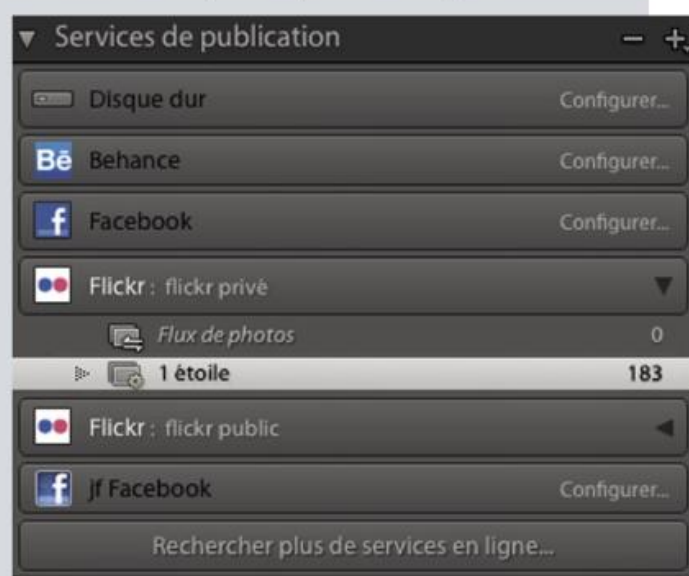 Services de publication
Disque dur Configurer...
Bē Behance Configurer...
f Facebook Configurer...
Flickr : flickr privé
Flux de photos 0
1 étoile 183
Flickr : flickr public
f jf Facebook Configurer...
Rechercher plus de services en ligne...